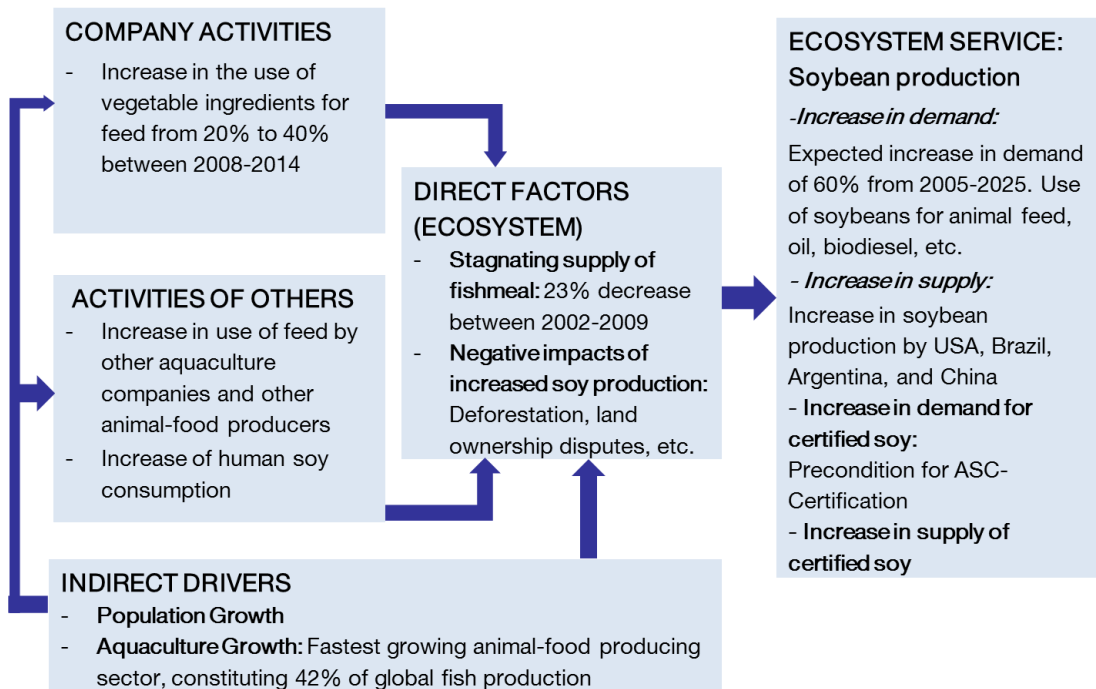 COMPANY ACTIVITIES
- Increase in the use of
vegetable ingredients for
feed from 20% to 40%
between 2008-2014
ACTIVITIES OF OTHERS
- Increase in use of feed by
other aquaculture
companies and other
animal-food producers
- Increase of human soy
consumption
INDIRECT DRIVERS
- Population Growth
- Aquaculture Growth: Fastest growing animal-food producing
sector, constituting 42% of global fish production
DIRECT FACTORS
(ECOSYSTEM)
- Stagnating supply of
fishmeal: 23% decrease
between 2002-2009
- Negative impacts of
increased soy production:
Deforestation, land
ownership disputes, etc.
ECOSYSTEM SERVICE:
Soybean production
-Increase in demand:
Expected increase in demand
of 60% from 2005-2025. Use
of soybeans for animal feed,
oil, biodiesel, etc.
- Increase in supply:
Increase in soybean
production by USA, Brazil,
Argentina, and China
- Increase in demand for
certified soy:
Precondition for ASC-
Certification
- Increase in supply of
certified soy